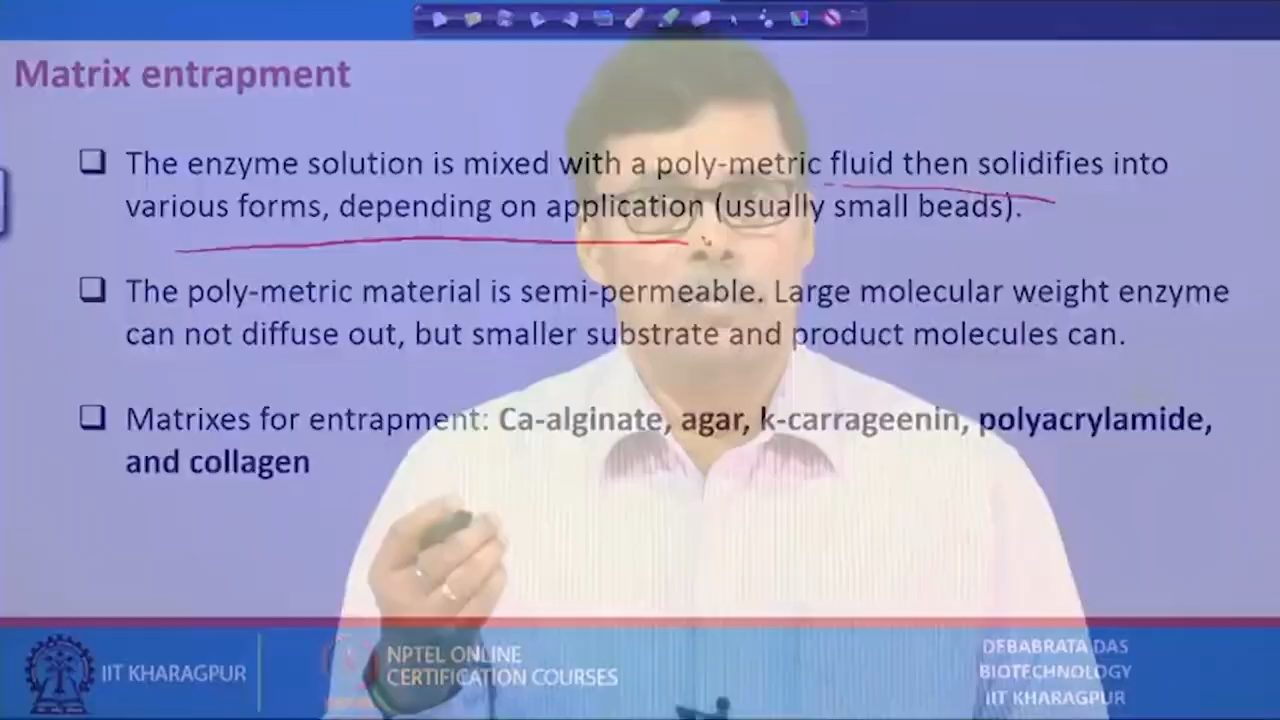 Matrix entrapment
The enzyme solution is mixed with a poly-metric fluid then solidifies into
various forms, depending on application (usually small beads).
The poly-metric material is semi-permeable. Large molecular weight enzyme
can not diffuse out, but smaller substrate and product molecules can.
Matrixes for entrapment: Ca-alginate, agar, k-carrageenin, polyacrylamide,
and collagen
IIT KHARAGPUR
NPTEL ONLINE
CERTIFICATION COURSES
DEBABRATA DAS
BIOTECHNOLOGY
IIT KHARAGPUR